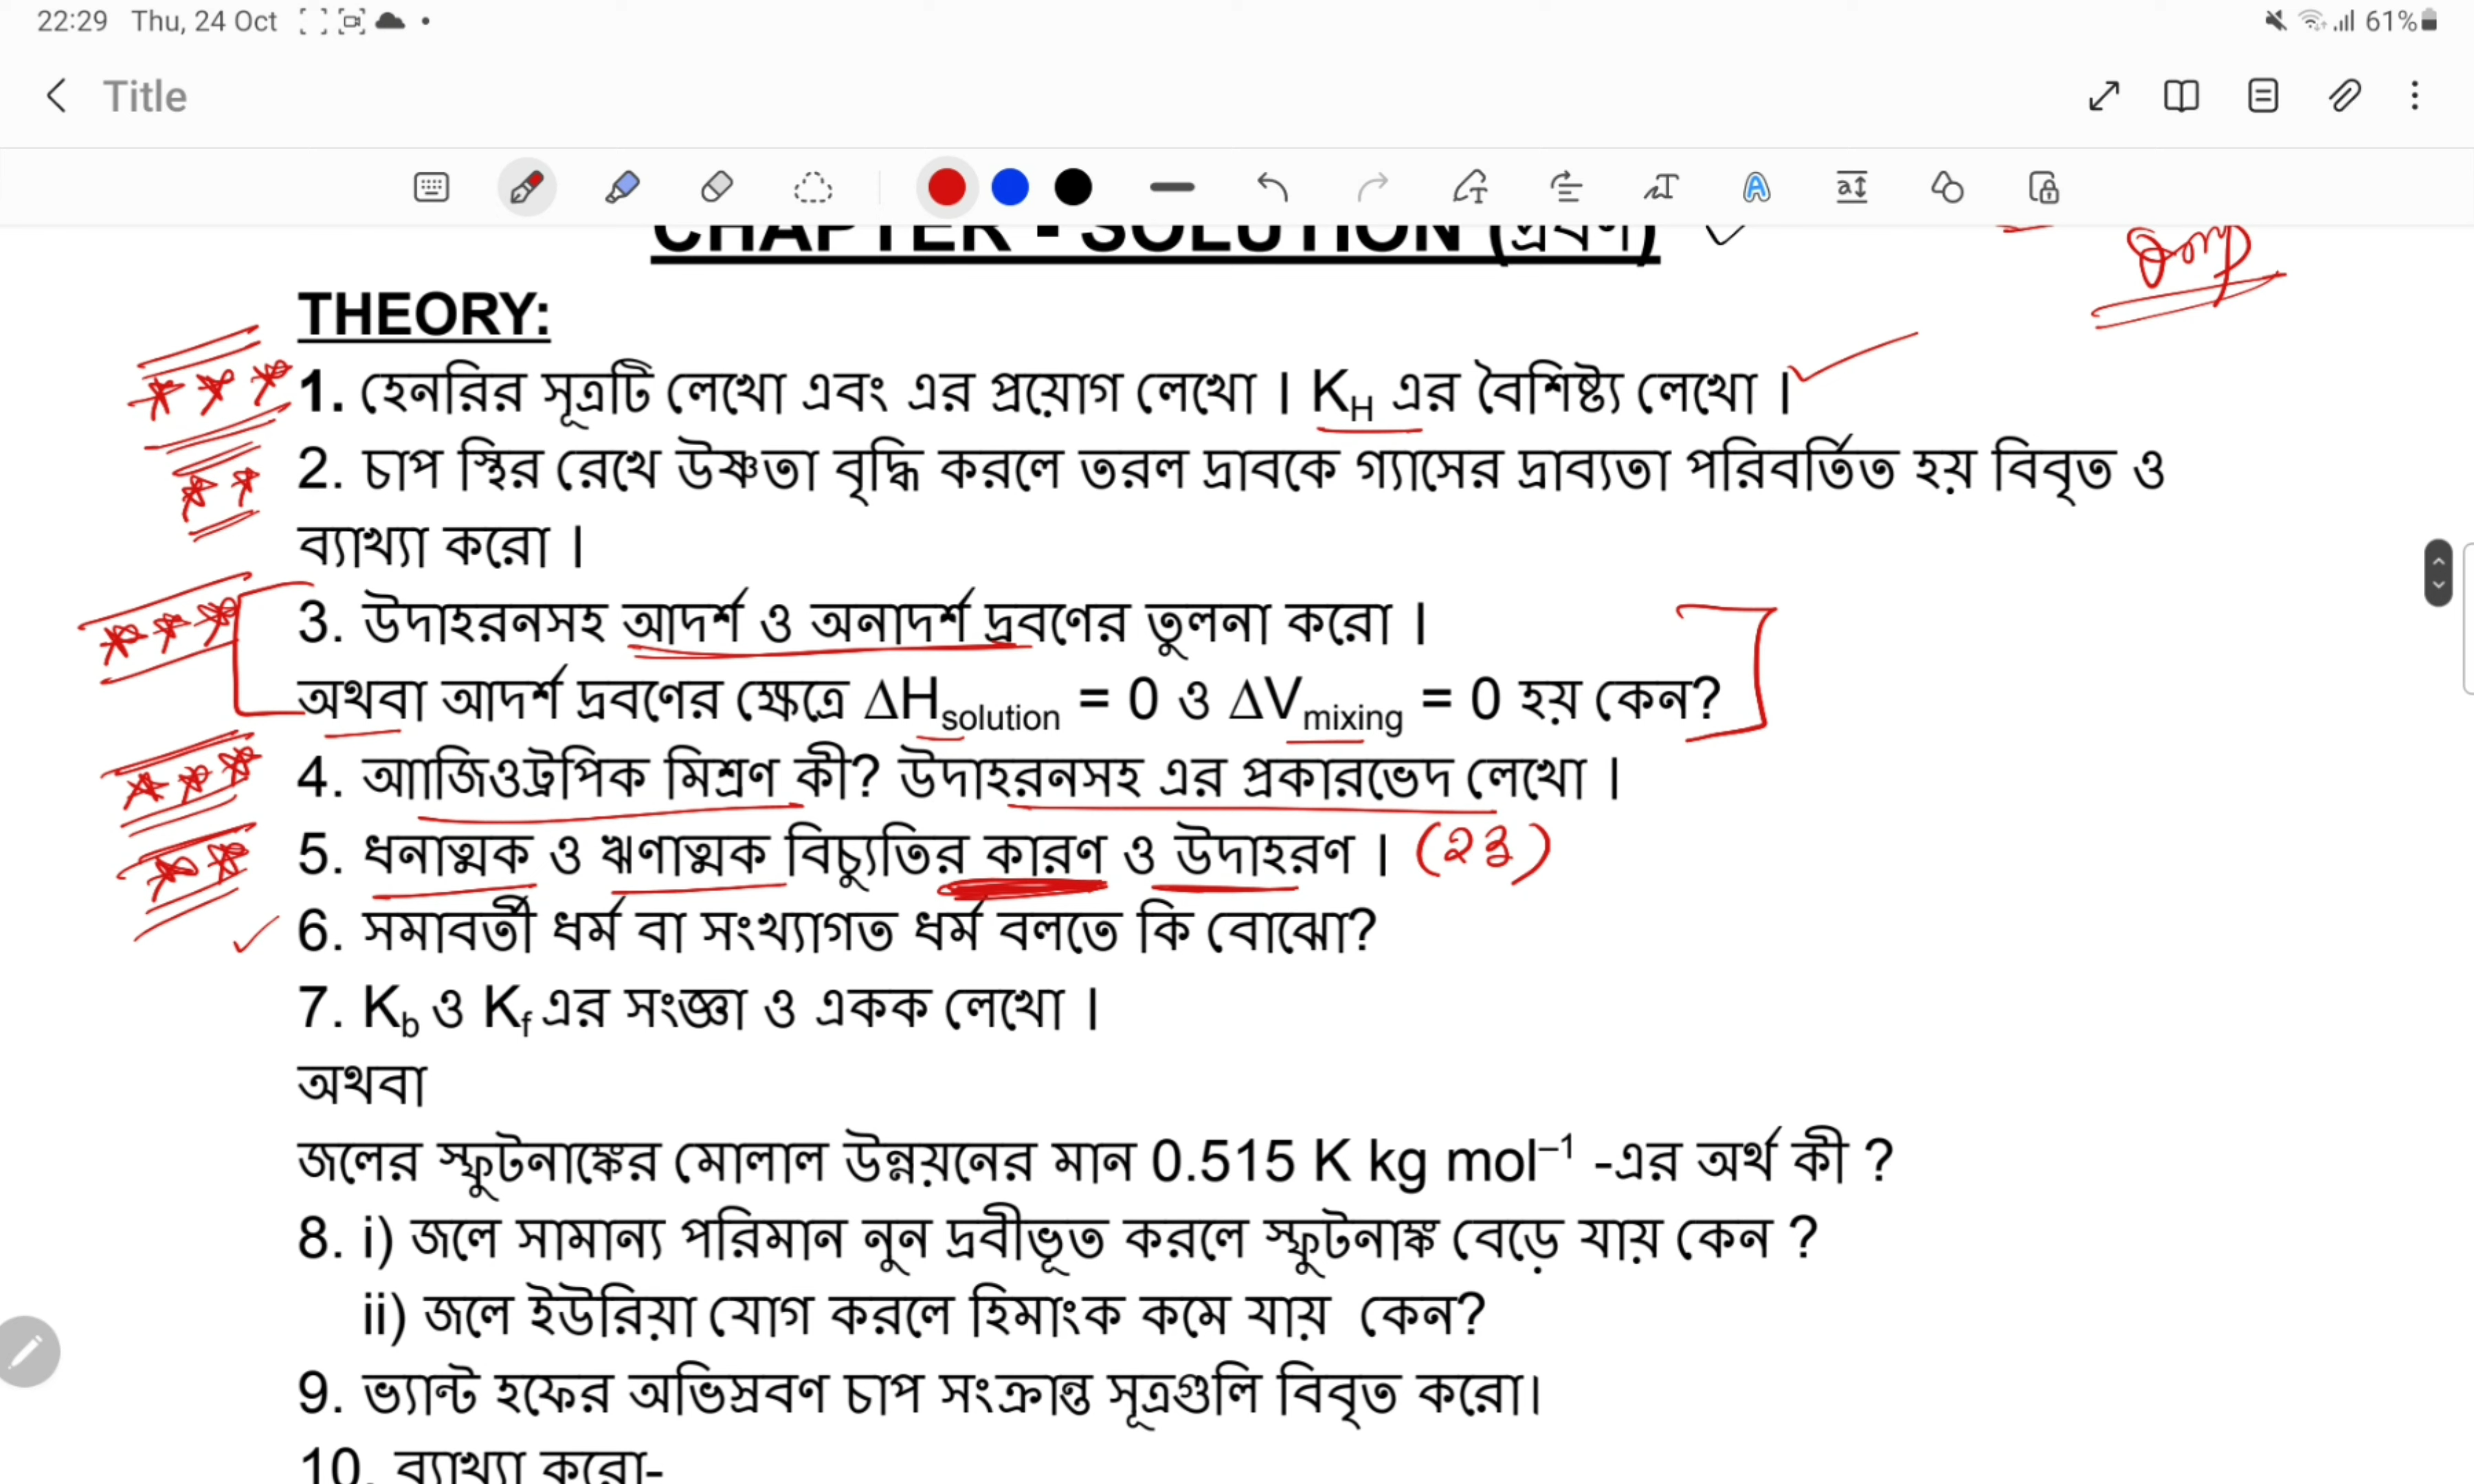 22:29 Thu, 24 Oct 61%
Title
CHAPTER - SOLUTION (দ্রবণ)
Imp
THEORY:
1. হেনরির সূত্রটি লেখো এবং এর প্রয়োগ লেখো । KH এর বৈশিষ্ট্য লেখো ।
2. চাপ স্থির রেখে উষ্ণতা বৃদ্ধি করলে তরল দ্রাবকে গ্যাসের দ্রাব্যতা পরিবর্তিত হয় বিবৃত ও
ব্যাখ্যা করো ।
3. উদাহরনসহ আদর্শ ও অনাদর্শ দ্রবণের তুলনা করো ।
অথবা আদর্শ দ্রবণের ক্ষেত্রে ΔHsolution = 0 ও ΔVmixing = 0 হয় কেন?
4. আাজিওট্রপিক মিশ্রণ কী? উদাহরনসহ এর প্রকারভেদ লেখো ।
5. ধনাত্মক ও ঋণাত্মক বিচ্যুতির কারণ ও উদাহরণ । (২3)
6. সমাবর্তী ধর্ম বা সংখ্যাগত ধর্ম বলতে কি বোঝো?
7. Kb ও Kf এর সংজ্ঞা ও একক লেখো ।
অথবা
জলের স্ফুটনাঙ্কের মোলাল উন্নয়নের মান 0.515 K kg mol⁻¹ -এর অর্থ কী ?
8. i) জলে সামান্য পরিমান নুন দ্রবীভূত করলে স্ফুটনাঙ্ক বেড়ে যায় কেন ?
ii) জলে ইউরিয়া যোগ করলে হিমাংক কমে যায় কেন?
9. ভ্যান্ট হফের অভিস্রবণ চাপ সংক্রান্ত সূত্রগুলি বিবৃত করো।
10. ব্যাখ্যা করো-